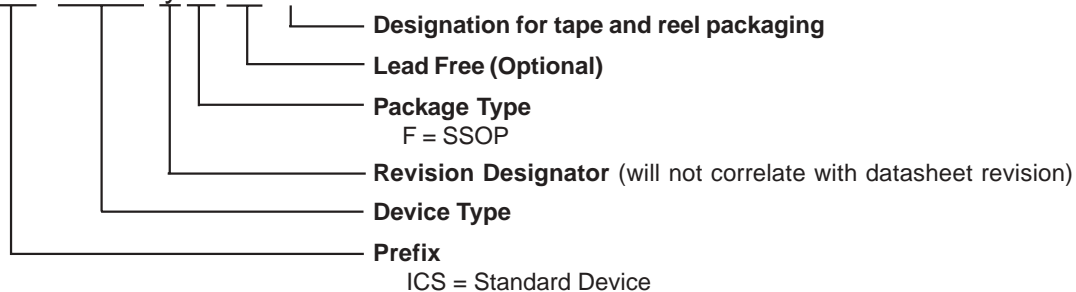 Designation for tape and reel packaging
Lead Free (Optional)
Package Type
F = SSOP
Revision Designator (will not correlate with datasheet revision)
Device Type
Prefix
ICS = Standard Device